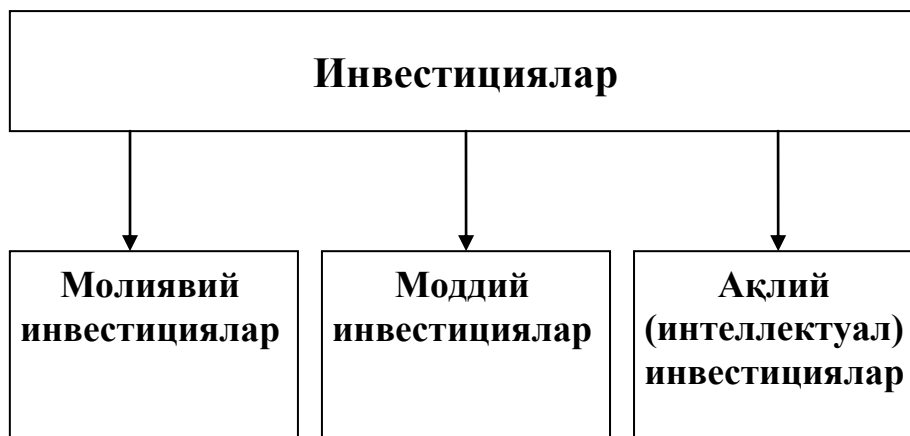 Инвестициялар
Молиявий
инвестициялар
Моддий
инвестициялар
Ақлий
(интеллектуал)
инвестициялар